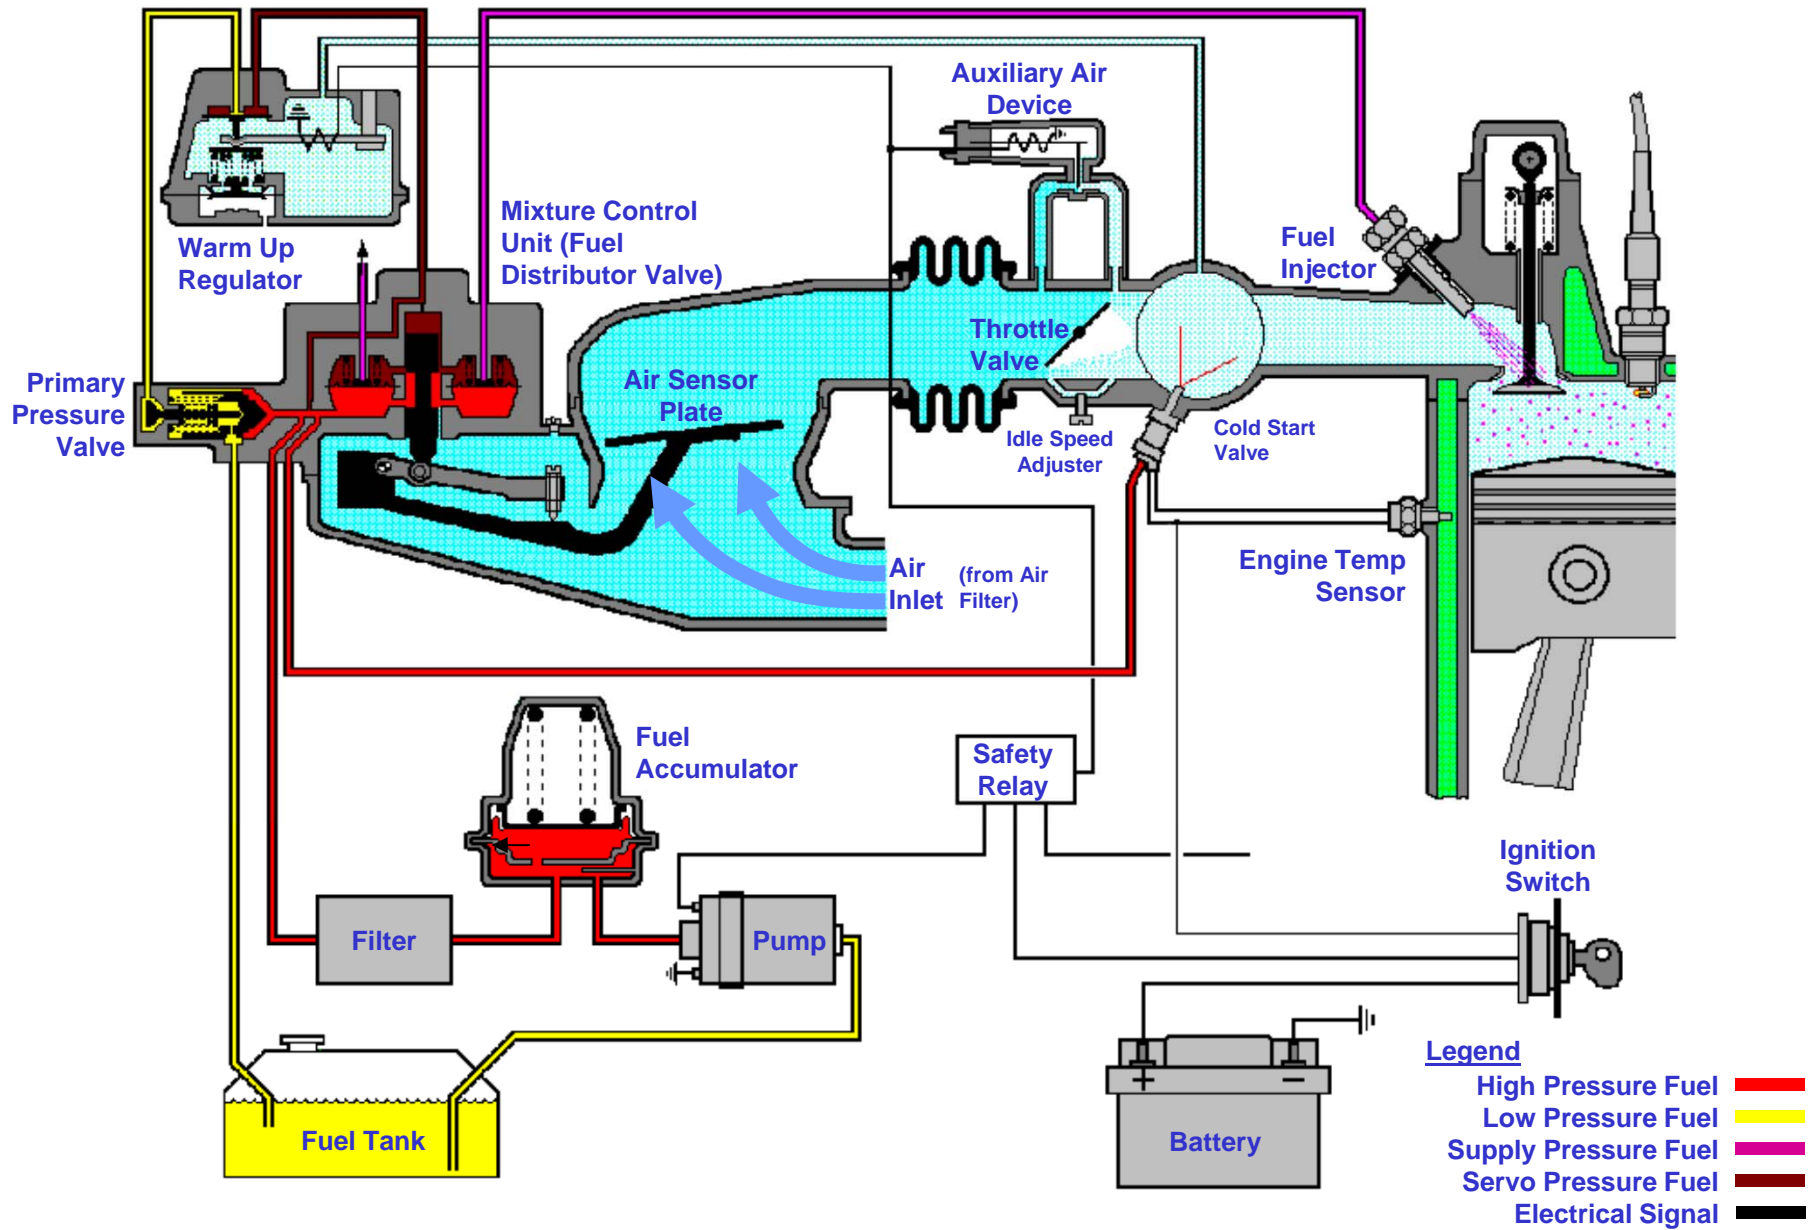 Auxiliary Air
Device
Mixture Control
Unit (Fuel
Distributor Valve)
Warm Up
Regulator
Fuel
Injector
Throttle
Valve
Primary
Pressure
Valve
Air Sensor
Plate
Idle Speed
Adjuster
Cold Start
Valve
Engine Temp
Sensor
Air
Inlet
(from Air
Filter)
Fuel
Accumulator
Safety
Relay
Ignition
Switch
Filter
Pump
Fuel Tank
+
−
Battery
Legend
High Pressure Fuel
Low Pressure Fuel
Supply Pressure Fuel
Servo Pressure Fuel
Electrical Signal